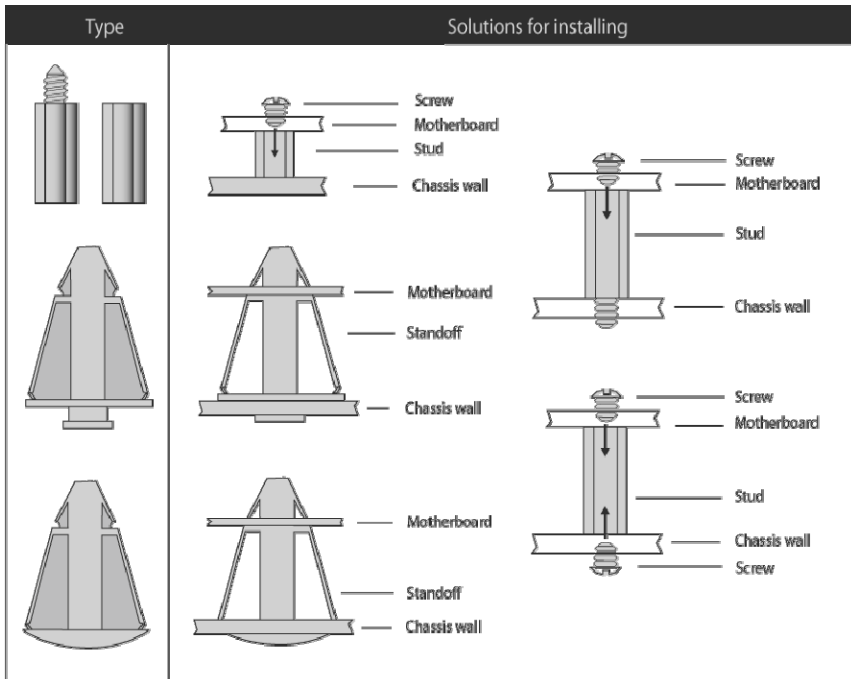 Type
Solutions for installing
Screw
Motherboard
Stud
Chassis wall
Motherboard
Standoff
Chassis wall
Motherboard
Standoff
Chassis wall
Screw
Motherboard
Stud
Chassis wall
Screw
Motherboard
Stud
Chassis wall
Screw